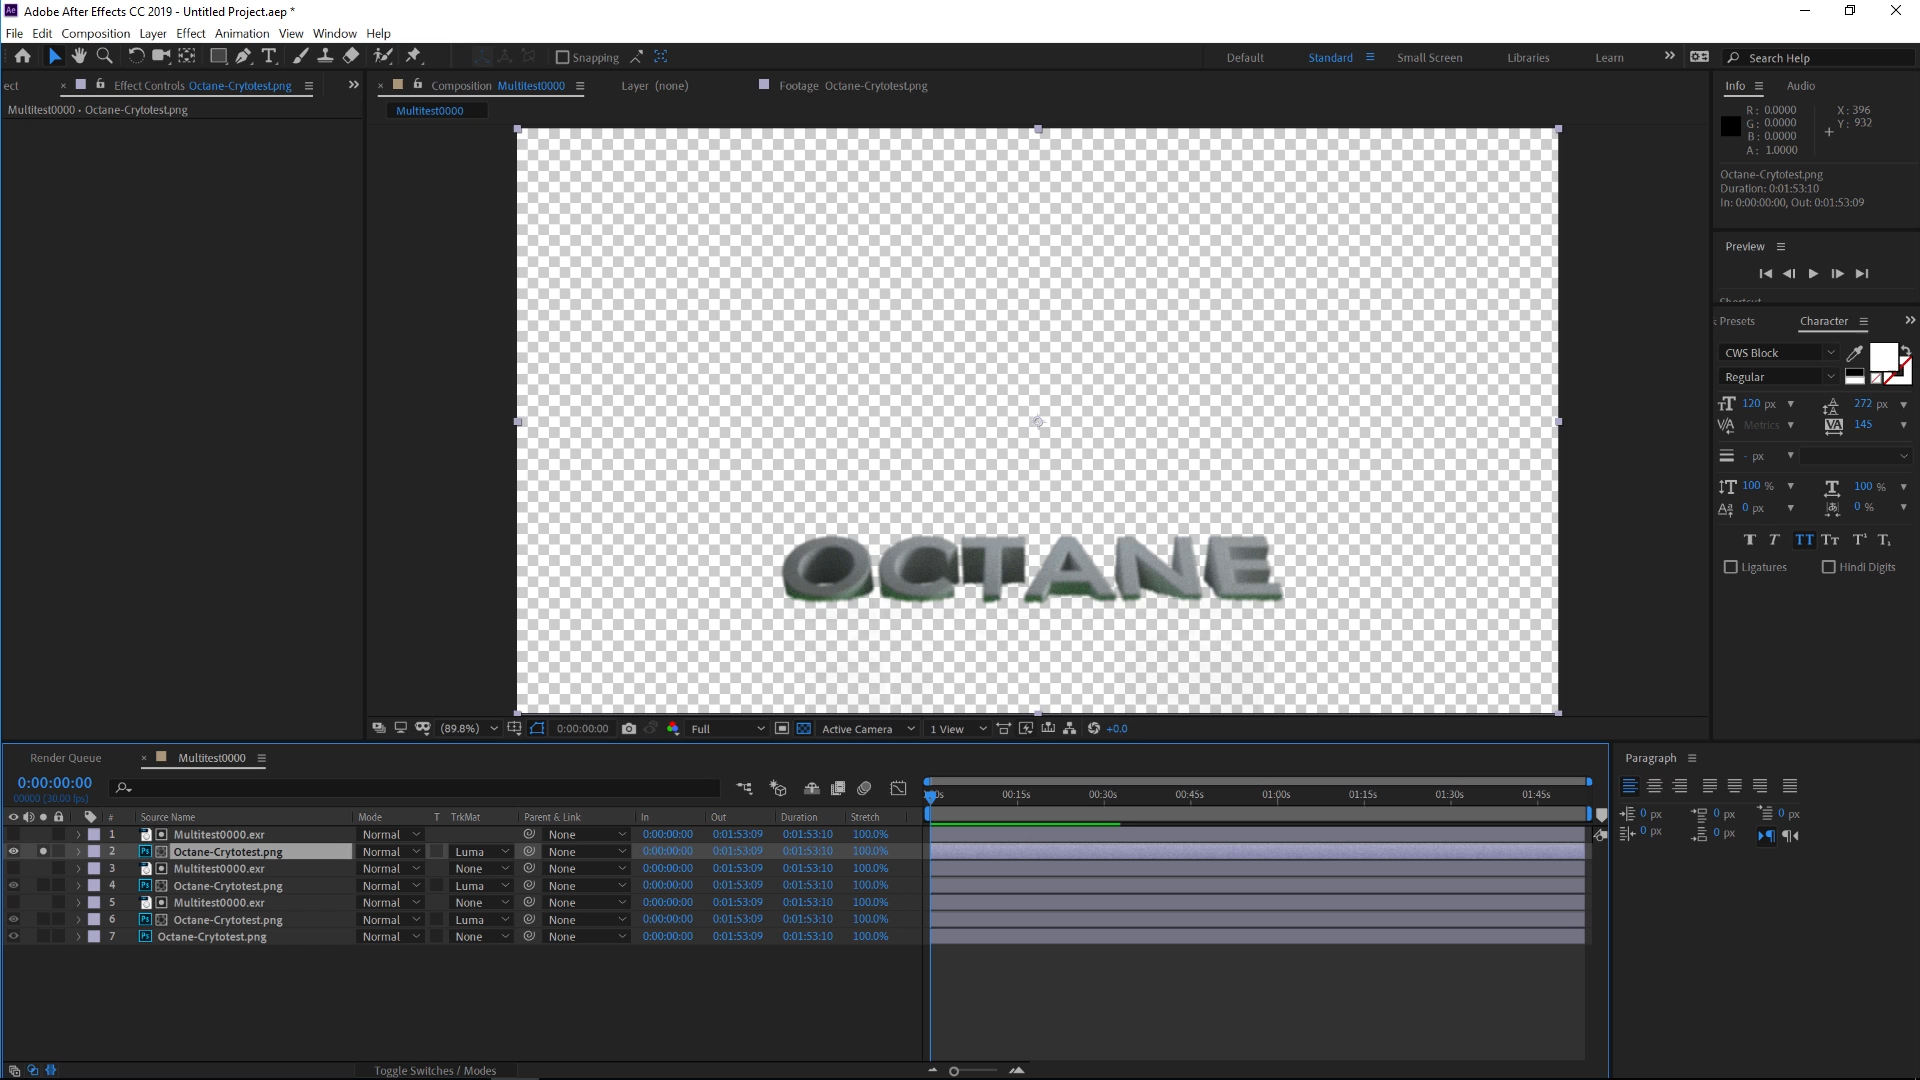 Adobe After Effects CC 2019 - Untitled Project.aep *
File Edit Composition Layer Effect Animation View Window Help
Snapping
Default Standard Small Screen Libraries Learn Search Help
ect Effect Controls Octane-Crytotest.png
Composition Multitest0000 Layer (none) Footage Octane-Crytotest.png
Info Audio
Multitest0000 • Octane-Crytotest.png
Multitest0000
R: 0.0000 X: 396
G: 0.0000 Y: 932
B: 0.0000
A: 1.0000
Octane-Crytotest.png
Duration: 0:01:53:10
In: 0:00:00:00, Out: 0:01:53:09
Preview
Shortcut
Presets Character
CWS Block
Regular
120 px 272 px
Metrics 145
- px
100 % 100 %
0 px 0 %
Ligatures Hindi Digits
OCTANE
(89.8%) 0:00:00:00 Full Active Camera 1 View +0.0
Render Queue Multitest0000
Paragraph
0:00:00:00
00000 (30.00 fps)
00:15s 00:30s 00:45s 01:00s 01:15s 01:30s 01:45s
# Source Name Mode T TrkMat Parent & Link In Out Duration Stretch
1 Multitest0000.exr Normal None 0:00:00:00 0:01:53:09 0:01:53:10 100.0%
2 Octane-Crytotest.png Normal Luma None 0:00:00:00 0:01:53:09 0:01:53:10 100.0%
3 Multitest0000.exr Normal None 0:00:00:00 0:01:53:09 0:01:53:10 100.0%
4 Octane-Crytotest.png Normal Luma None 0:00:00:00 0:01:53:09 0:01:53:10 100.0%
5 Multitest0000.exr Normal None 0:00:00:00 0:01:53:09 0:01:53:10 100.0%
6 Octane-Crytotest.png Normal Luma None 0:00:00:00 0:01:53:09 0:01:53:10 100.0%
7 Octane-Crytotest.png Normal None None 0:00:00:00 0:01:53:09 0:01:53:10 100.0%
0 px 0 px 0 px
0 px 0 px
Toggle Switches / Modes